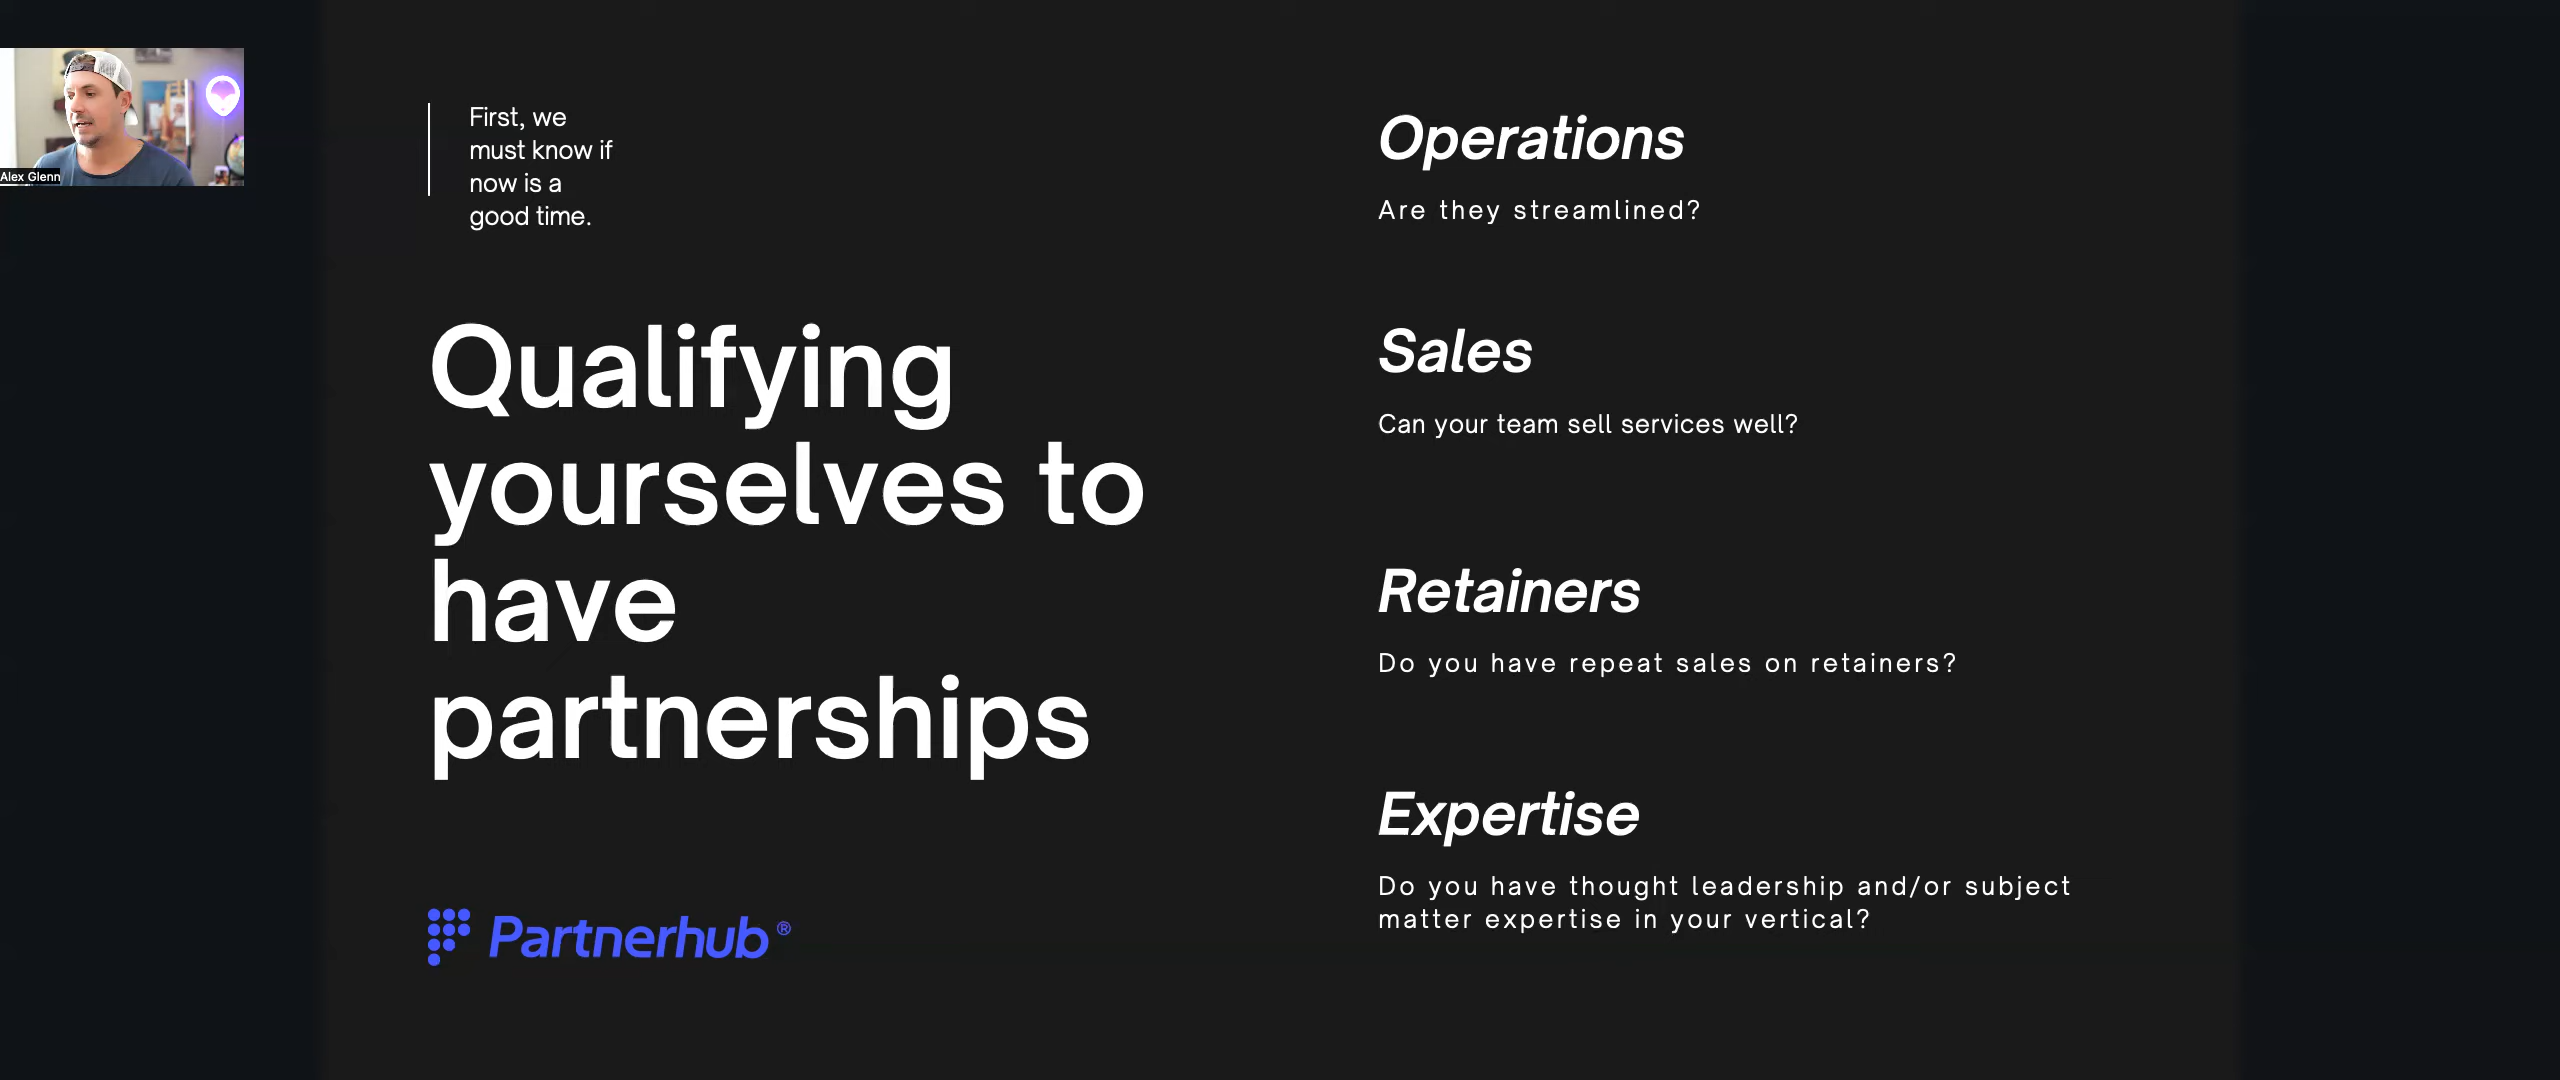 Alex Glenn
First, we
must know if
now is a
good time.
Qualifying
yourselves to
have
partnerships
Partnerhub®
Operations
Are they streamlined?
Sales
Can your team sell services well?
Retainers
Do you have repeat sales on retainers?
Expertise
Do you have thought leadership and/or subject
matter expertise in your vertical?